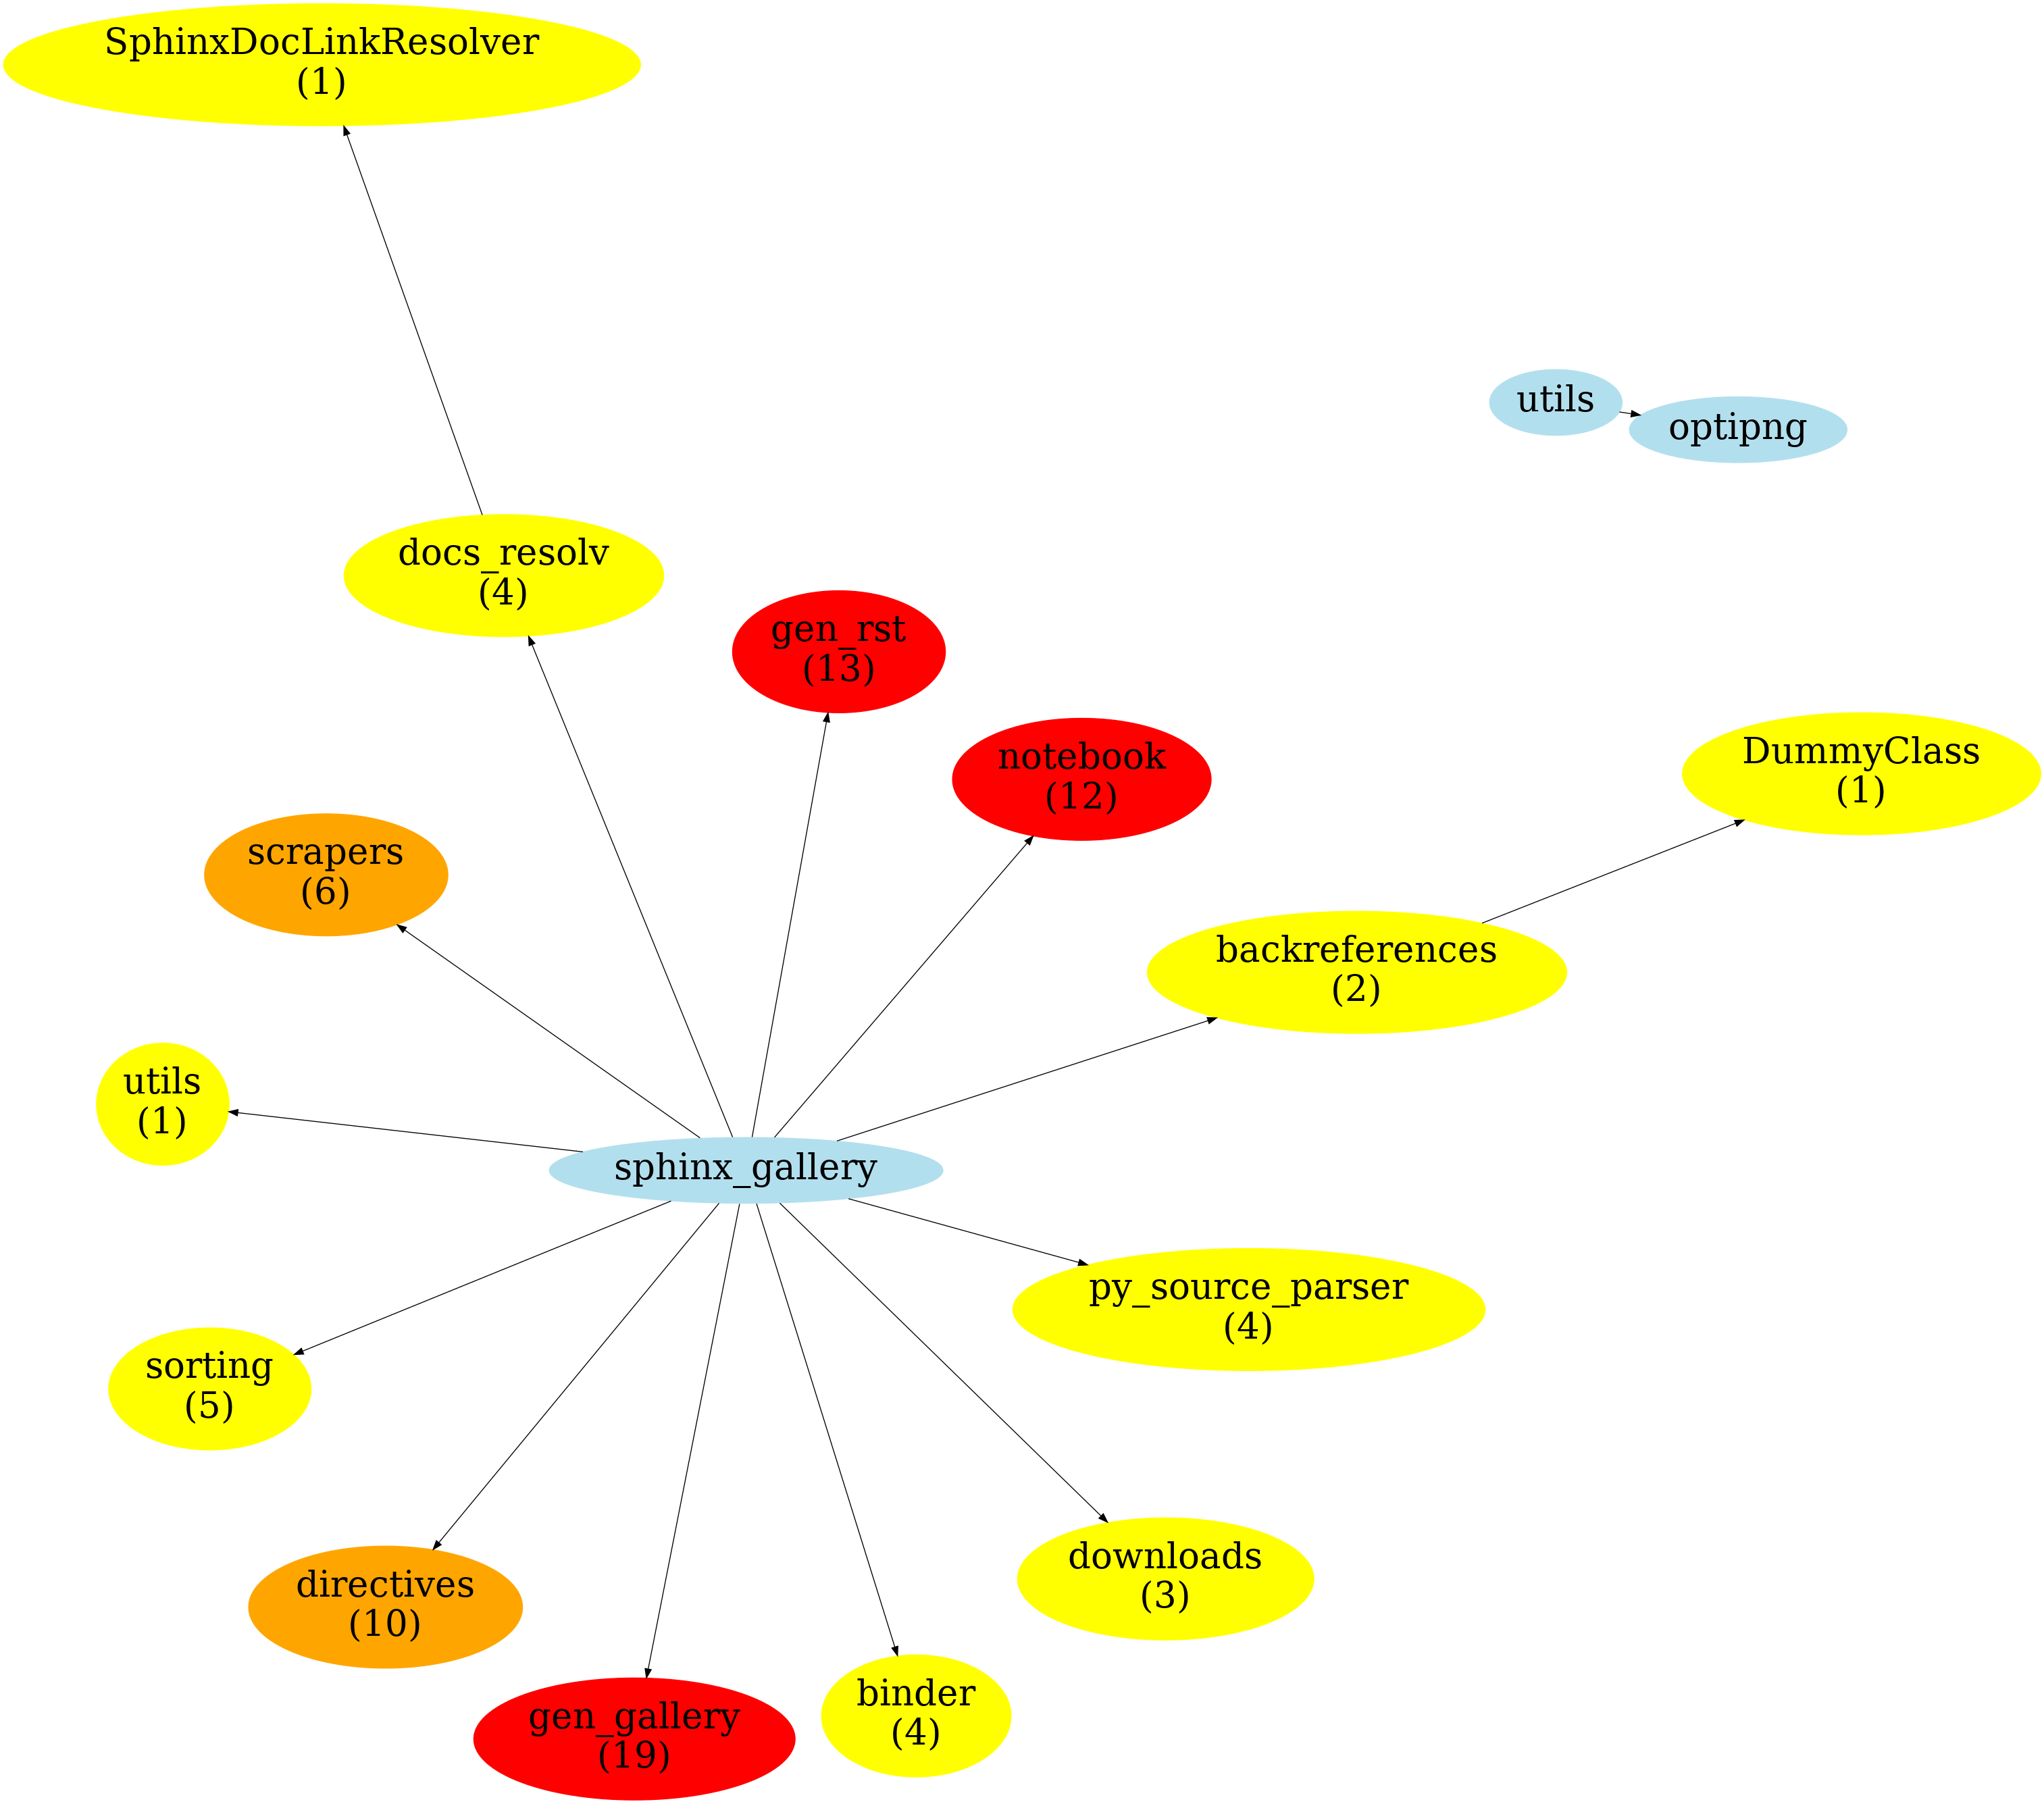 SphinxDocLinkResolver
(1)
utils
optipng
docs_resolv
(4)
gen_rst
(13)
notebook
(12)
DummyClass
(1)
scrapers
(6)
backreferences
(2)
utils
(1)
sphinx_gallery
py_source_parser
(4)
sorting
(5)
downloads
(3)
directives
(10)
binder
(4)
gen_gallery
(19)